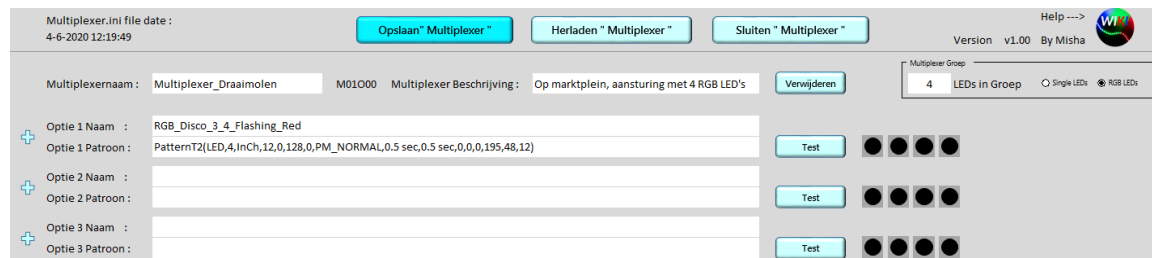 Multiplexer.ini file date :
4-6-2020 12:19:49
Opslaan" Multiplexer "
Herladen " Multiplexer "
Sluiten " Multiplexer "
Help --->
Version v1.00 By Misha
Multiplexernaam : Multiplexer_Draaimolen M01O00 Multiplexer Beschrijving : Op marktplein, aansturing met 4 RGB LED's Verwijderen
Multiplexer Groep
4 LEDs in Groep Single LEDs RGB LEDs
Optie 1 Naam : RGB_Disco_3_4_Flashing_Red
Optie 1 Patroon : PatternT2(LED,4,InCh,12,0,128,0,PM_NORMAL,0.5 sec,0.5 sec,0,0,0,195,48,12) Test
Optie 2 Naam :
Optie 2 Patroon : Test
Optie 3 Naam :
Optie 3 Patroon : Test